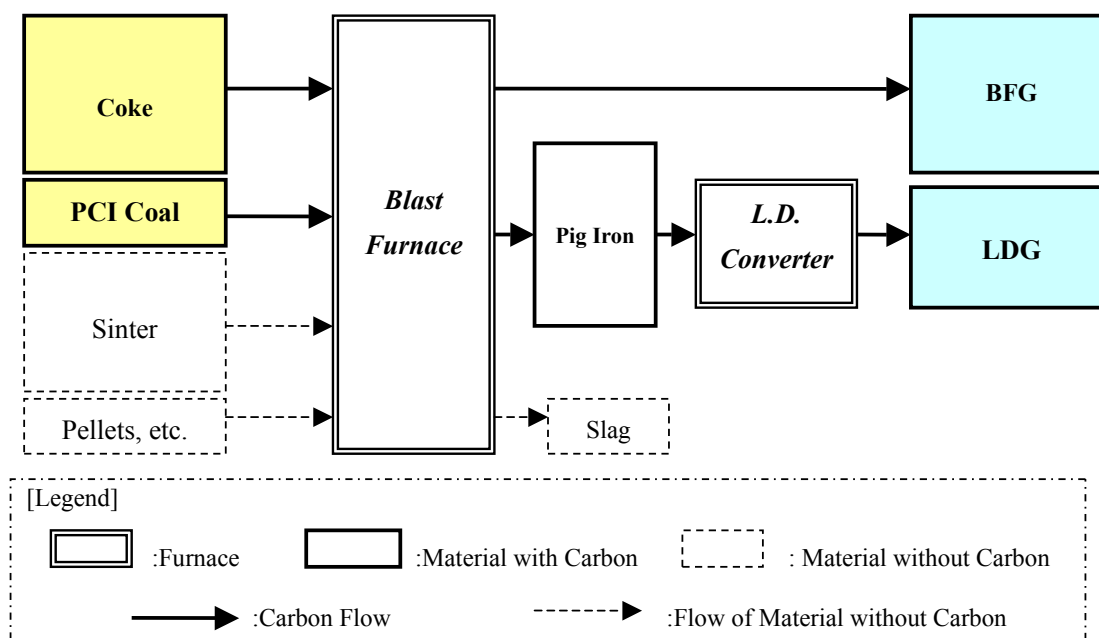 Coke
BFG
PCI Coal
Blast
Furnace
Pig Iron
L.D.
Converter
LDG
Sinter
Pellets, etc.
Slag
[Legend]
:Furnace
:Material with Carbon
: Material without Carbon
:Carbon Flow
:Flow of Material without Carbon